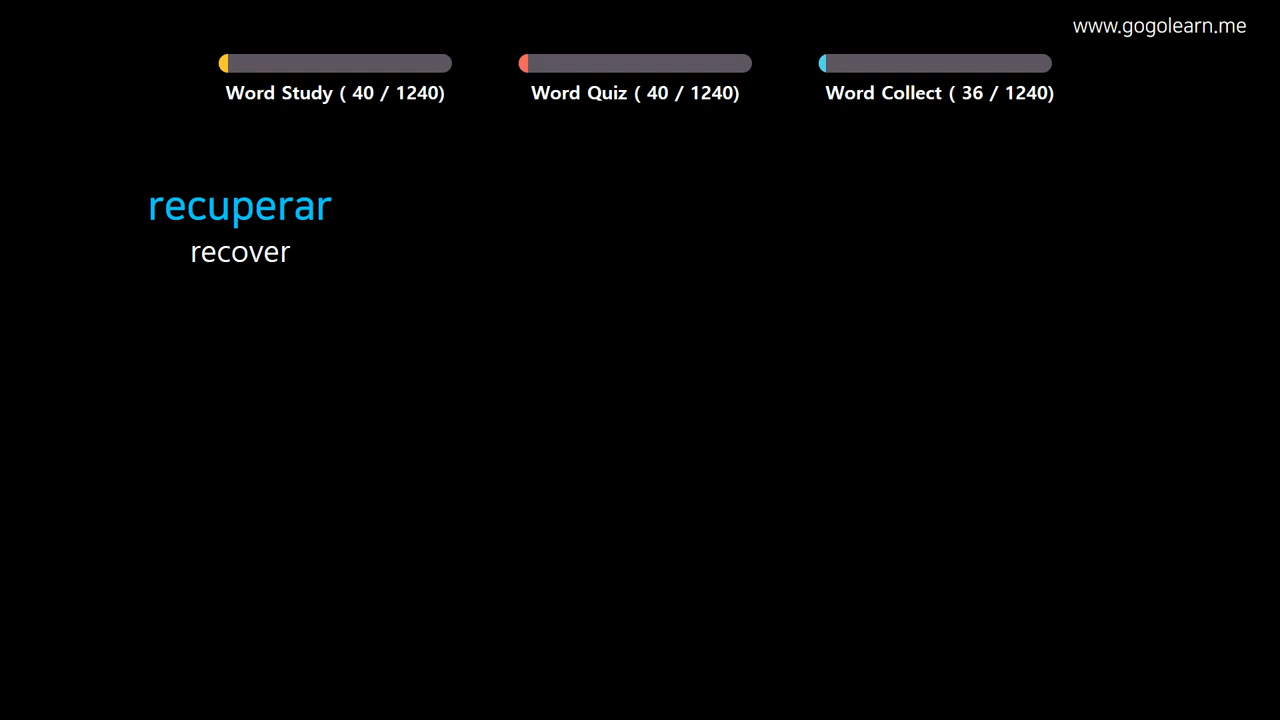 www.gogolearn.me
Word Study ( 40 / 1240)
Word Quiz ( 40 / 1240)
Word Collect ( 36 / 1240)
recuperar
recover